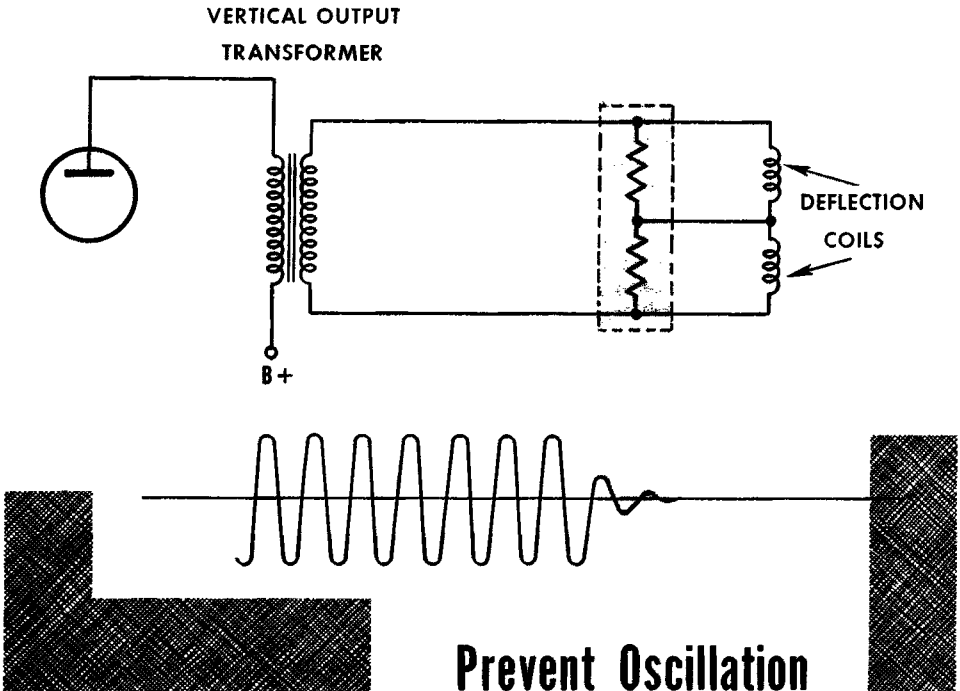 VERTICAL OUTPUT
TRANSFORMER
DEFLECTION
COILS
B+
Prevent Oscillation